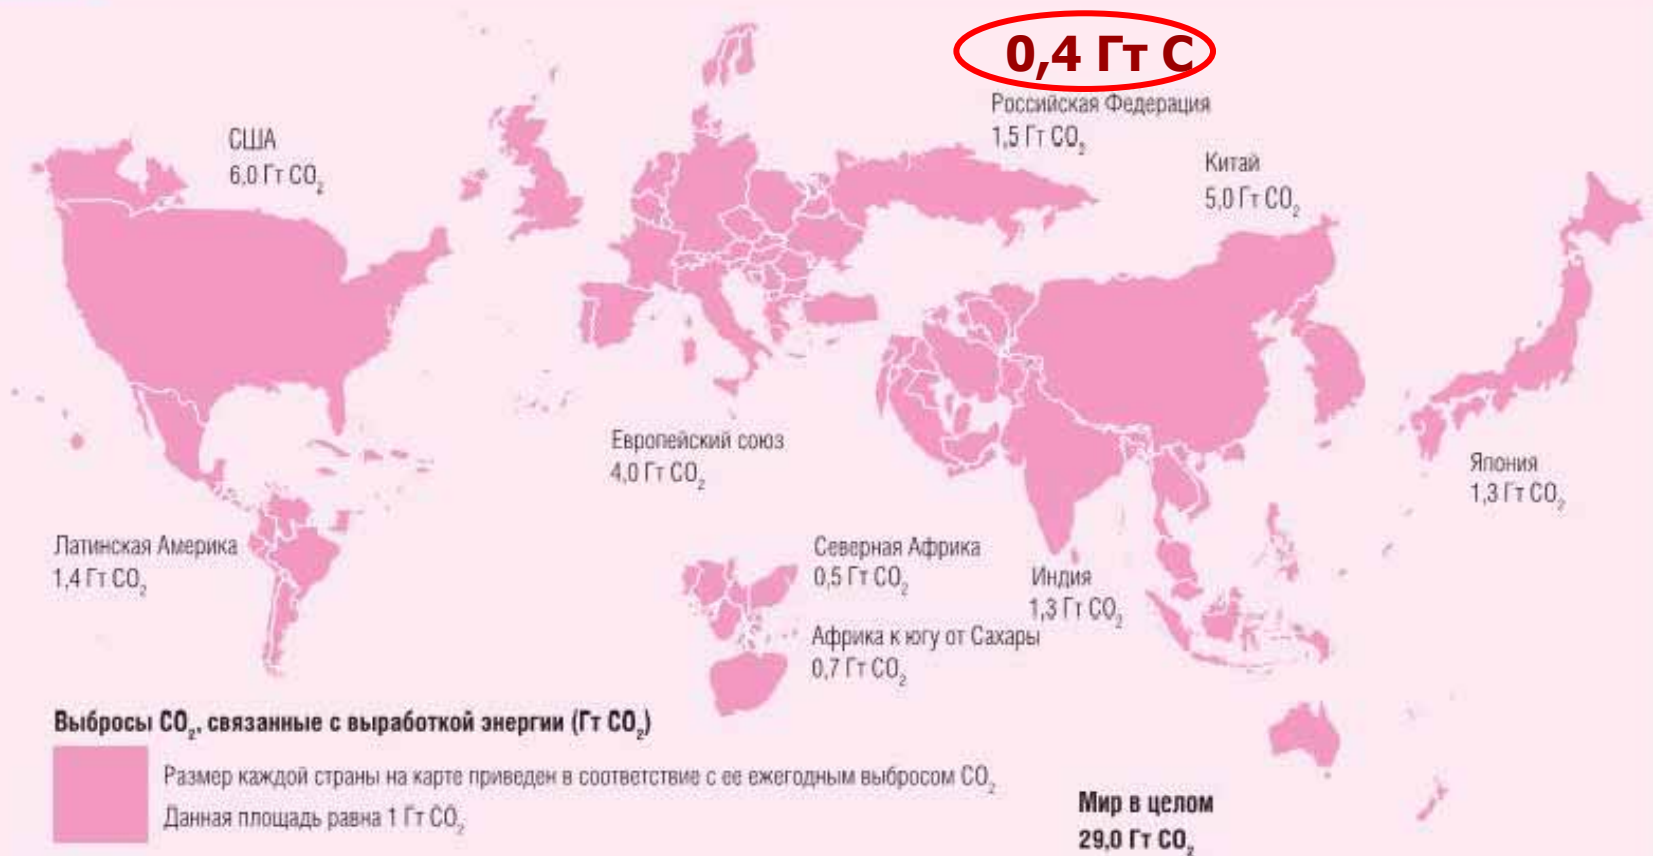 0,4 Гт С
Российская Федерация
1,5 Гт CO₂
США
6,0 Гт CO₂
Китай
5,0 Гт CO₂
Европейский союз
4,0 Гт CO₂
Япония
1,3 Гт CO₂
Латинская Америка
1,4 Гт CO₂
Северная Африка
0,5 Гт CO₂
Индия
1,3 Гт CO₂
Африка к югу от Сахары
0,7 Гт CO₂
Выбросы CO₂, связанные с выработкой энергии (Гт CO₂)
Размер каждой страны на карте приведен в соответствие с ее ежегодным выбросом CO₂
Данная площадь равна 1 Гт CO₂
Мир в целом
29,0 Гт CO₂